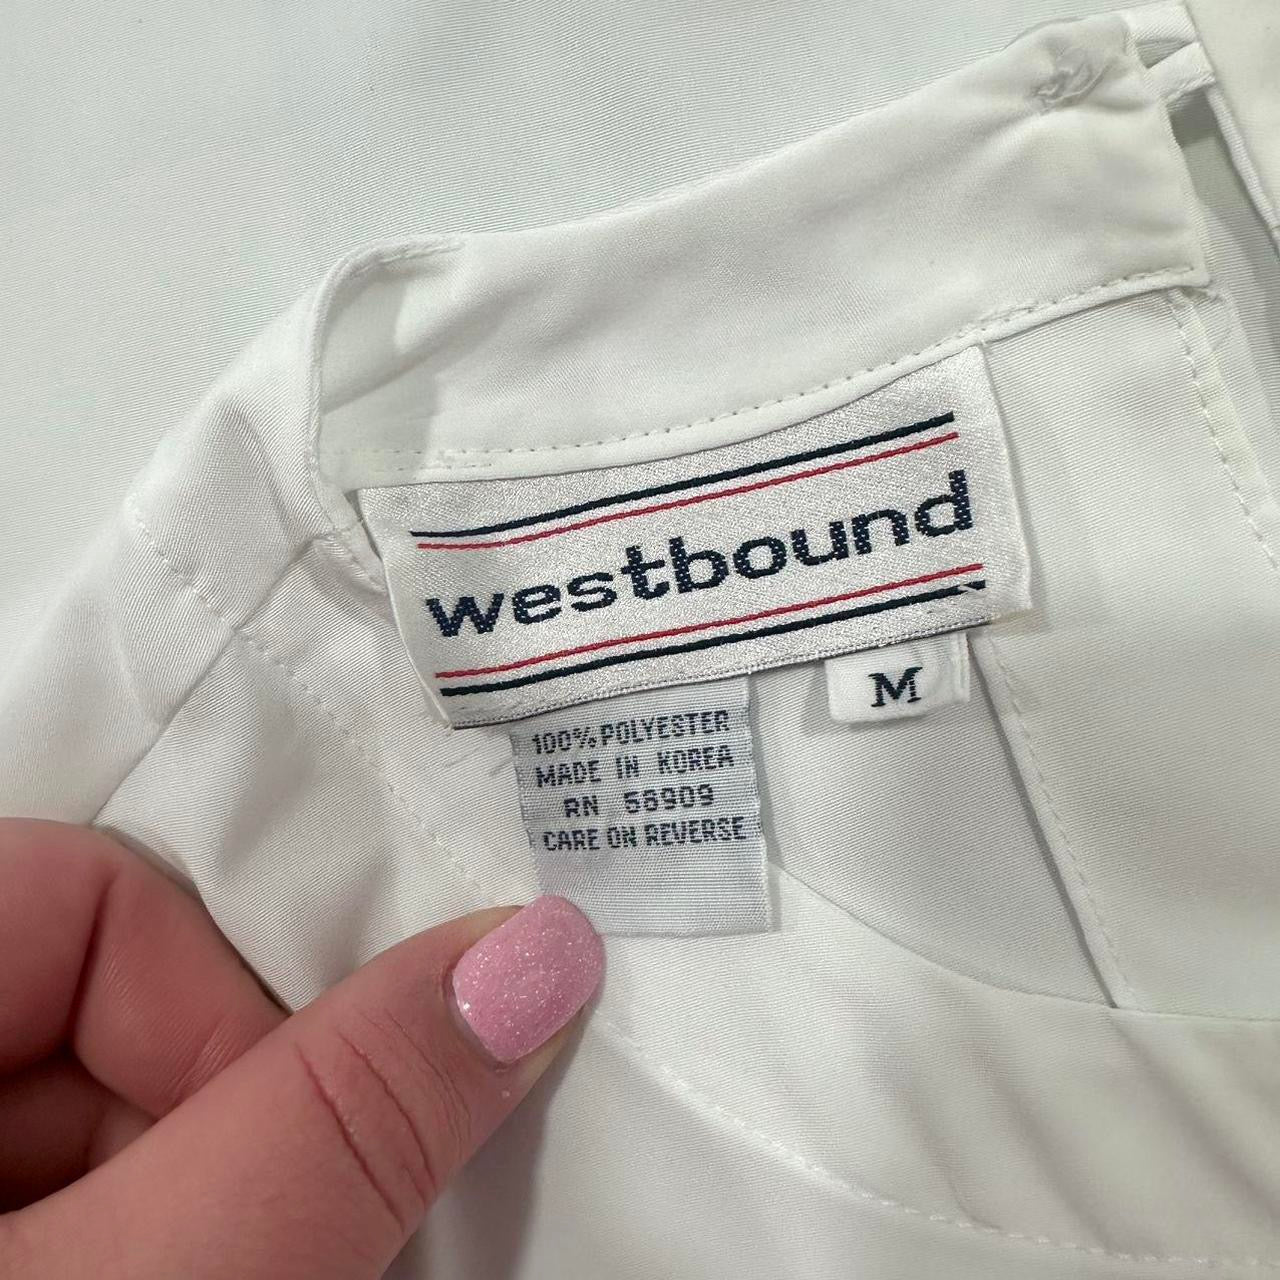 westbound
M
100% POLYESTER
MADE IN KOREA
RN 58909
CARE ON REVERSE